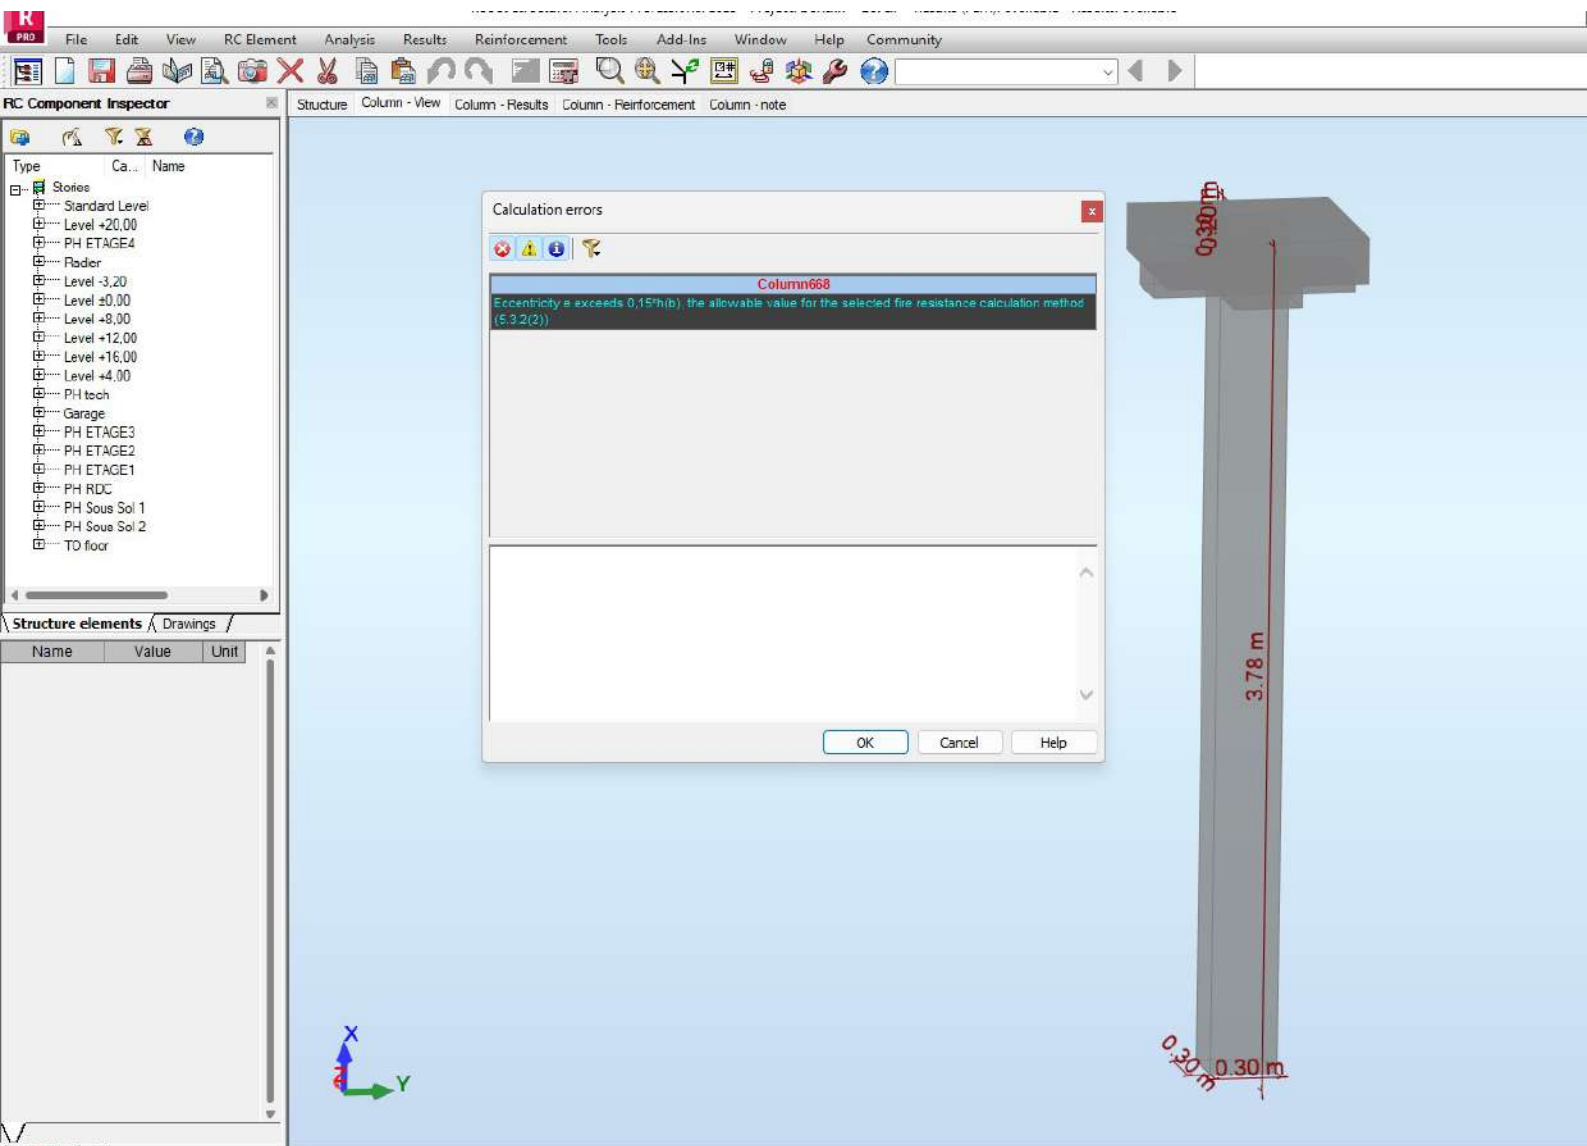 R
PRO
File Edit View RC Element Analysis Results Reinforcement Tools Add-Ins Window Help Community
RC Component Inspector
Structure Column - View Column - Results Column - Reinforcement Column - note
Type Ca... Name
Stories
Standard Level
Level +20,00
PH ETAGE4
Radier
Level -3,20
Level ±0,00
Level +8,00
Level +12,00
Level +16,00
Level +4,00
PH tech
Garage
PH ETAGE3
PH ETAGE2
PH ETAGE1
PH RDC
PH Sous Sol 1
PH Sous Sol 2
TO floor
Structure elements Drawings
Name Value Unit
Calculation errors
Column668
Eccentricity e exceeds 0,15*h(b), the allowable value for the selected fire resistance calculation method
(5.3.2(2))
OK Cancel Help
3.78 m
0.30 m
0.30 m
X
Z
Y